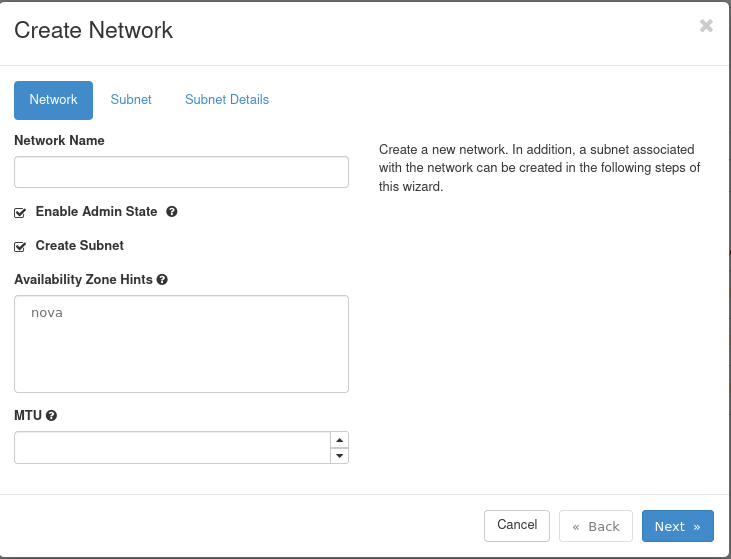 Create Network
Network Subnet Subnet Details
Network Name
Create a new network. In addition, a subnet associated
with the network can be created in the following steps of
this wizard.
Enable Admin State
Create Subnet
Availability Zone Hints
nova
MTU
Cancel « Back Next »